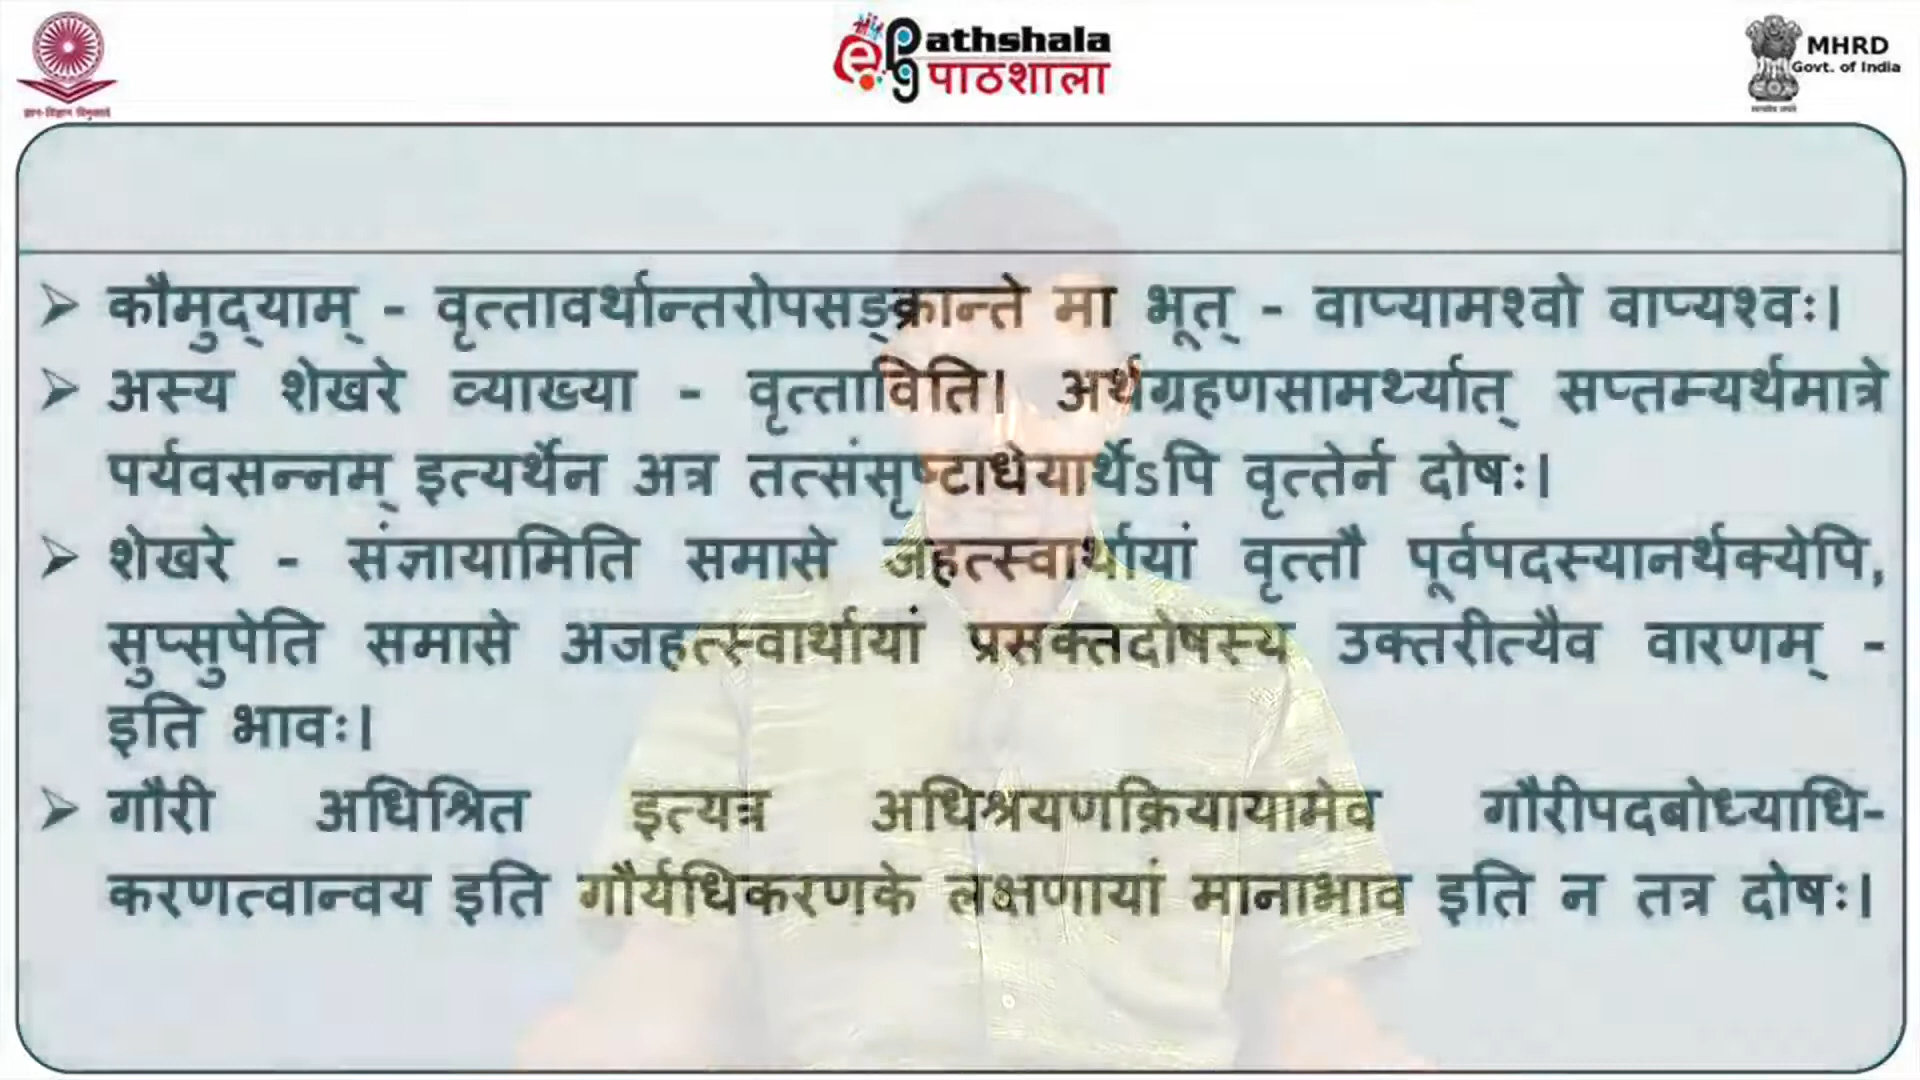 Pathshala
पाठशाला
MHRD
Govt. of India
ज्ञान-विज्ञान विमुक्तये
कौमुद्याम् - वृत्तावर्थान्तरोपसङ्क्रान्ते मा भूत् - वाप्यामश्वो वाप्यश्वः।
अस्य शेखरे व्याख्या - वृत्ताविति। अर्थग्रहणसामर्थ्यात् सप्तम्यर्थमात्रे
पर्यवसन्नम् इत्यर्थेन अत्र तत्संसृष्टाधेयार्थेऽपि वृत्तेर्न दोषः।
शेखरे - संज्ञायामिति समासे जहत्स्वार्थायां वृत्तौ पूर्वपदस्यानर्थक्येपि,
सुप्सुपेति समासे अजहत्स्वार्थायां प्रसक्तदोषस्य उक्तरीत्यैव वारणम् -
इति भावः।
गौरी अधिश्रित इत्यत्र अधिश्रयणक्रियायामेव गौरीपदबोध्याधि-
करणत्वान्वय इति गौर्यधिकरणके लक्षणायां मानाभाव इति न तत्र दोषः।